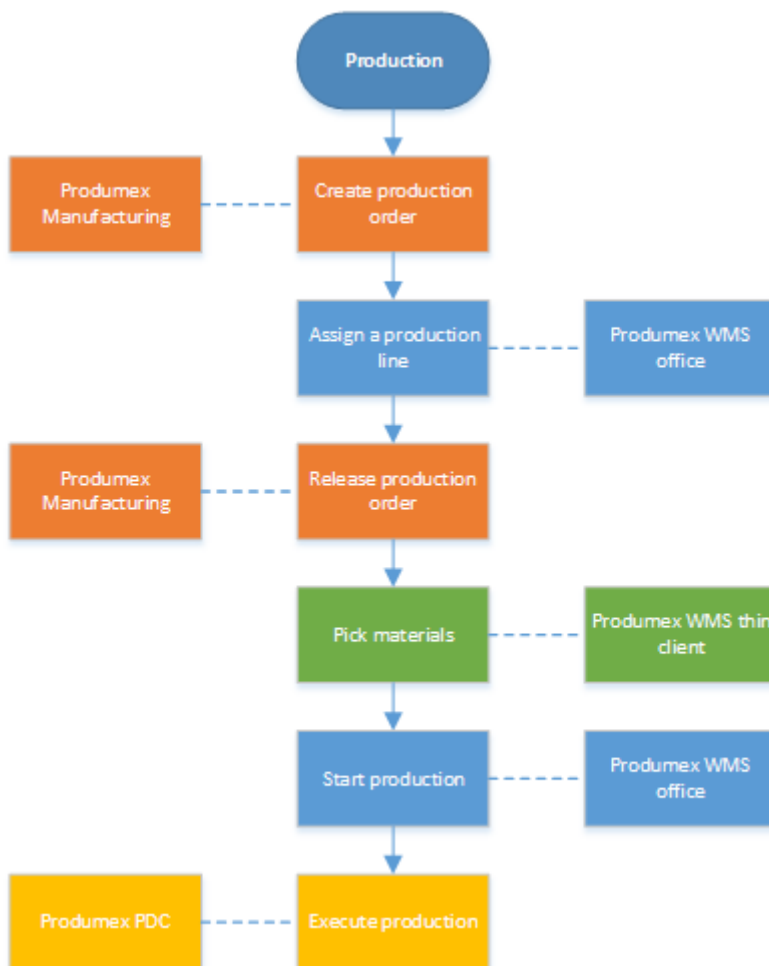 Production
Produmex
Manufacturing
Create production
order
Assign a production
line
Produmex WMS
office
Produmex
Manufacturing
Release production
order
Pick materials
Produmex WMS thin
client
Start production
Produmex WMS
office
Produmex PDC
Execute production